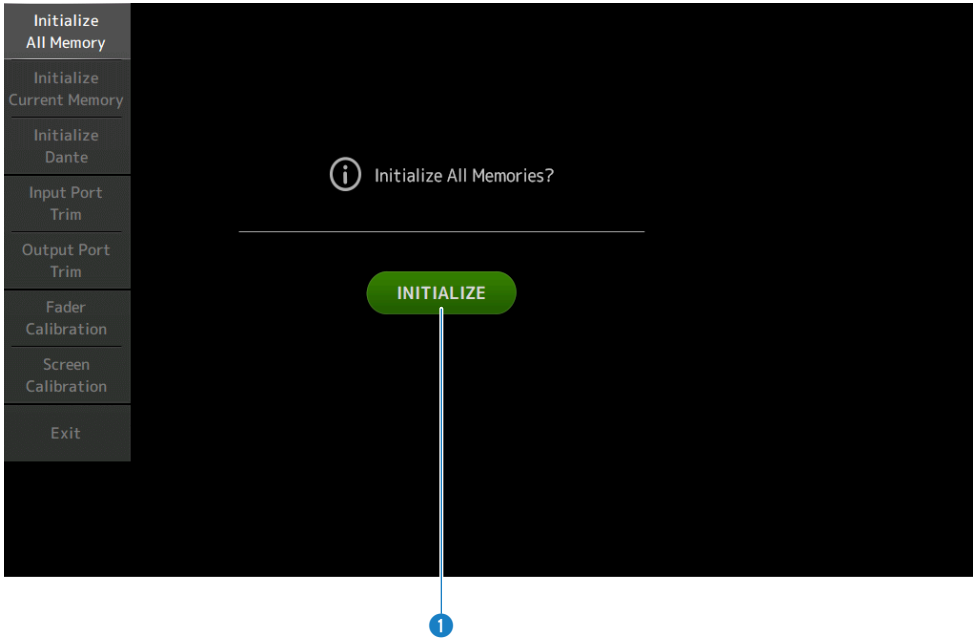 Initialize
All Memory
Initialize
Current Memory
Initialize
Dante
Input Port
Trim
Output Port
Trim
Fader
Calibration
Screen
Calibration
Exit
Initialize All Memories?
INITIALIZE
1